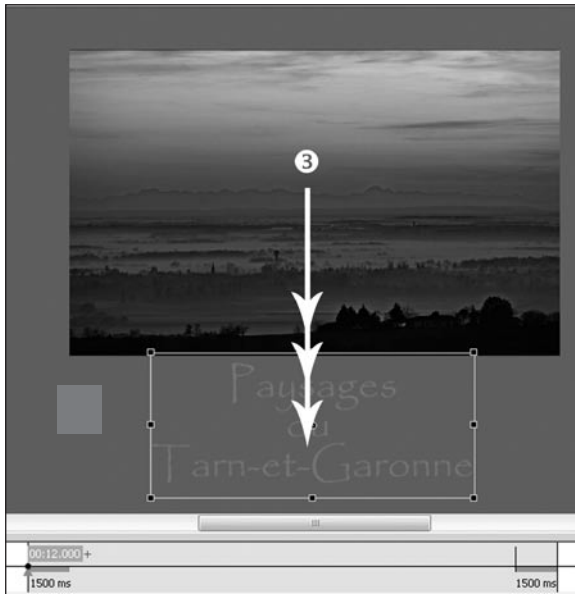 3
Paysages
du
Tarn-et-Garonne
00:12.000 +
1500 ms 1500 ms